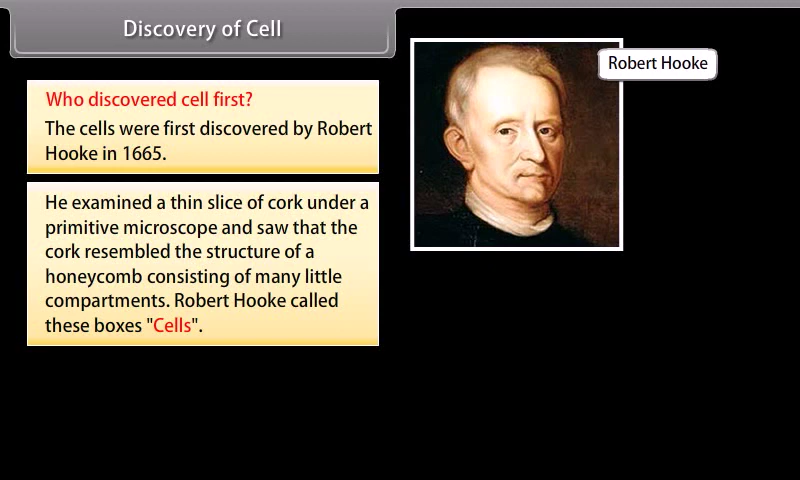 Discovery of Cell
Robert Hooke
Who discovered cell first?
The cells were first discovered by Robert
Hooke in 1665.
He examined a thin slice of cork under a
primitive microscope and saw that the
cork resembled the structure of a
honeycomb consisting of many little
compartments. Robert Hooke called
these boxes "Cells".